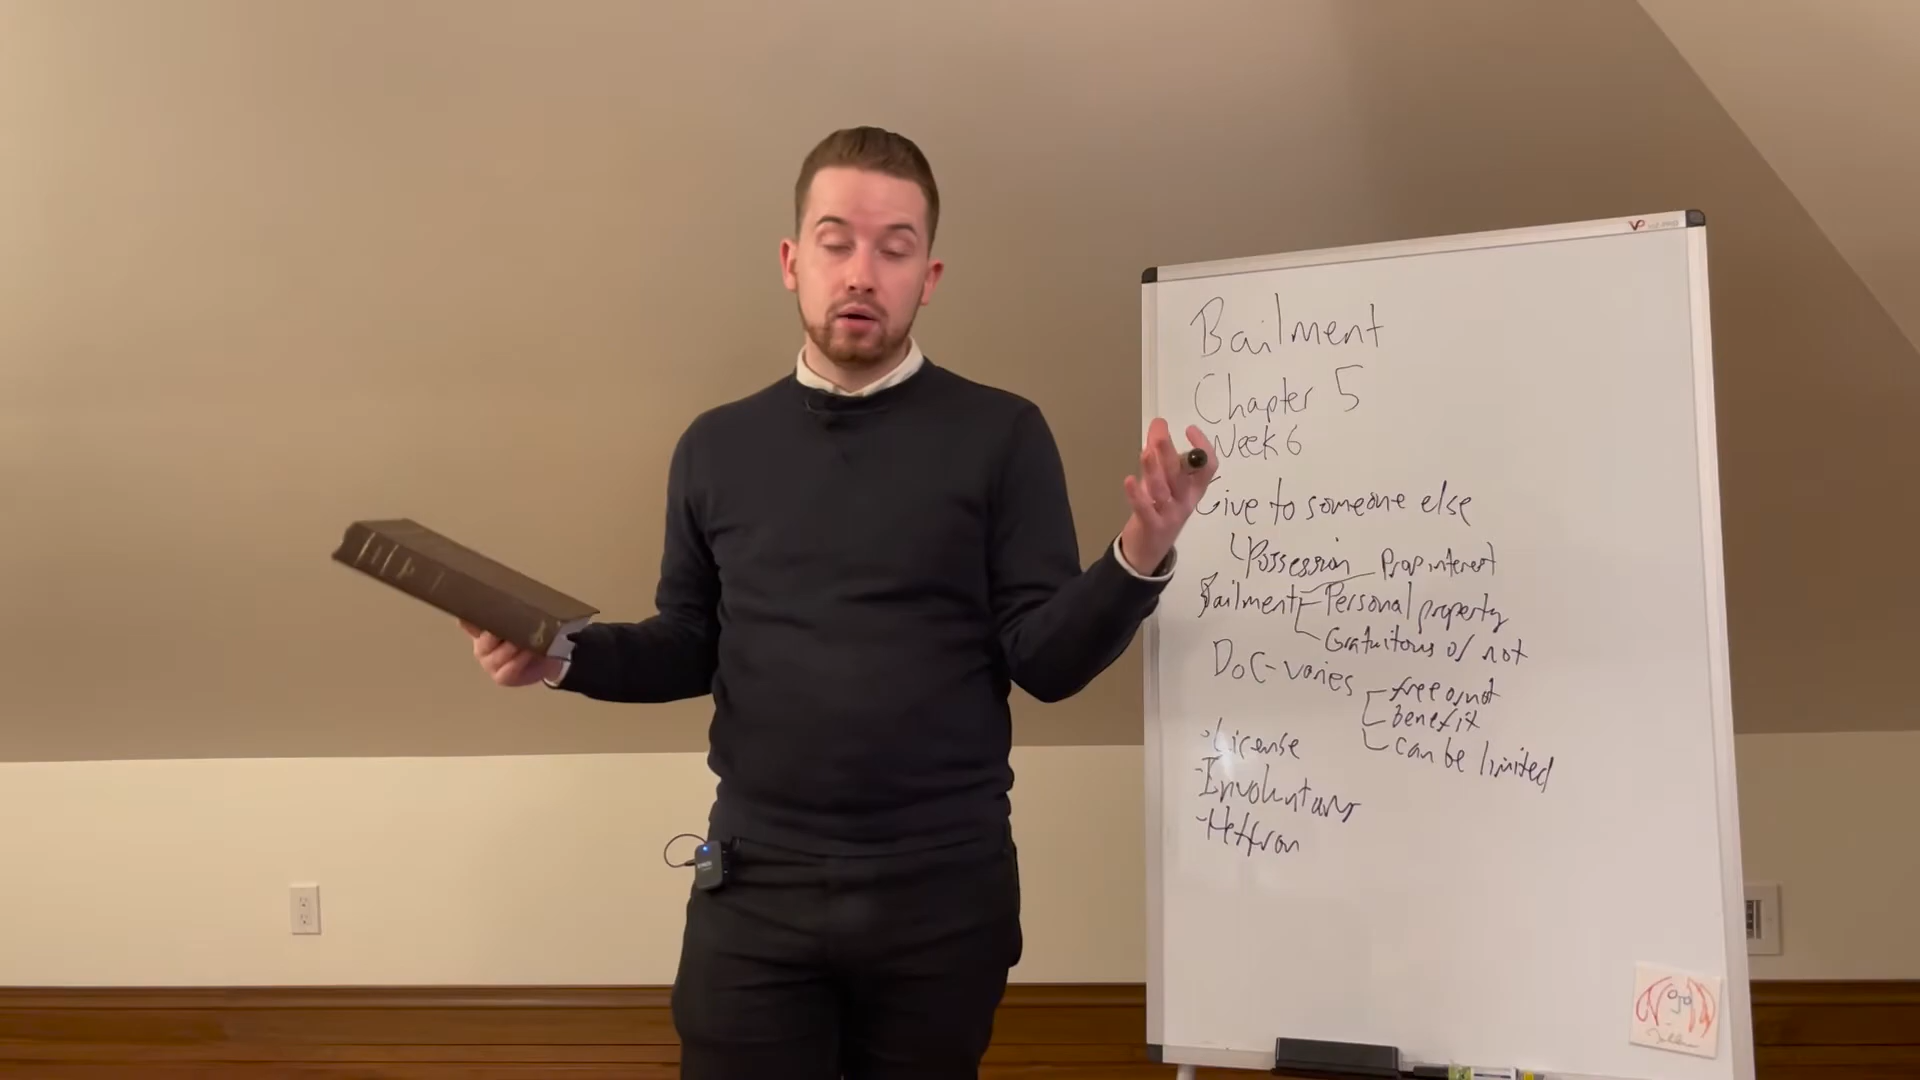 Bailment
Chapter 5
Week 6
Give to someone else
Possession Prop interest
Bailment Personal property
Gratuitous or not
DoC - varies free or not
benefit
can be limited
- License
- Involuntary
- Heffron